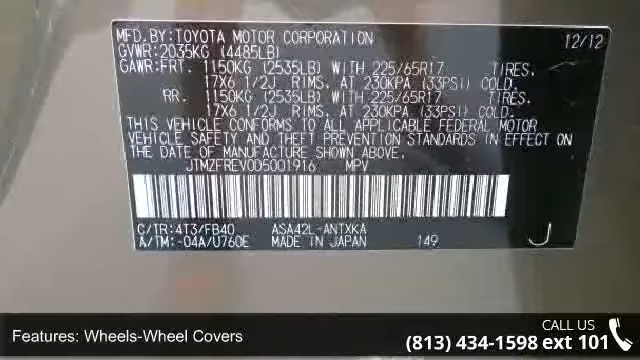 MFD.BY:TOYOTA MOTOR CORPORATION 12/12
GVWR:2035KG (4485LB)
GAWR:FRT. 1150KG (2535LB) WITH 225/65R17 TIRES.
17X6 1/2J RIMS, AT 230KPA (33PSI) COLD.
RR. 1150KG (2535LB) WITH 225/65R17 TIRES.
17X6 1/2J RIMS, AT 230KPA (33PSI) COLD.
THIS VEHICLE CONFORMS TO ALL APPLICABLE FEDERAL MOTOR
VEHICLE SAFETY AND THEFT PREVENTION STANDARDS IN EFFECT ON
THE DATE OF MANUFACTURE SHOWN ABOVE.
JTMZFREV0D5001916 MPV
C/TR:4T3/FB40 ASA42L-ANTXKA
A/TM:-04A/U760E MADE IN JAPAN 149 J
Features: Wheels-Wheel Covers
CALL US
(813) 434-1598 ext 101